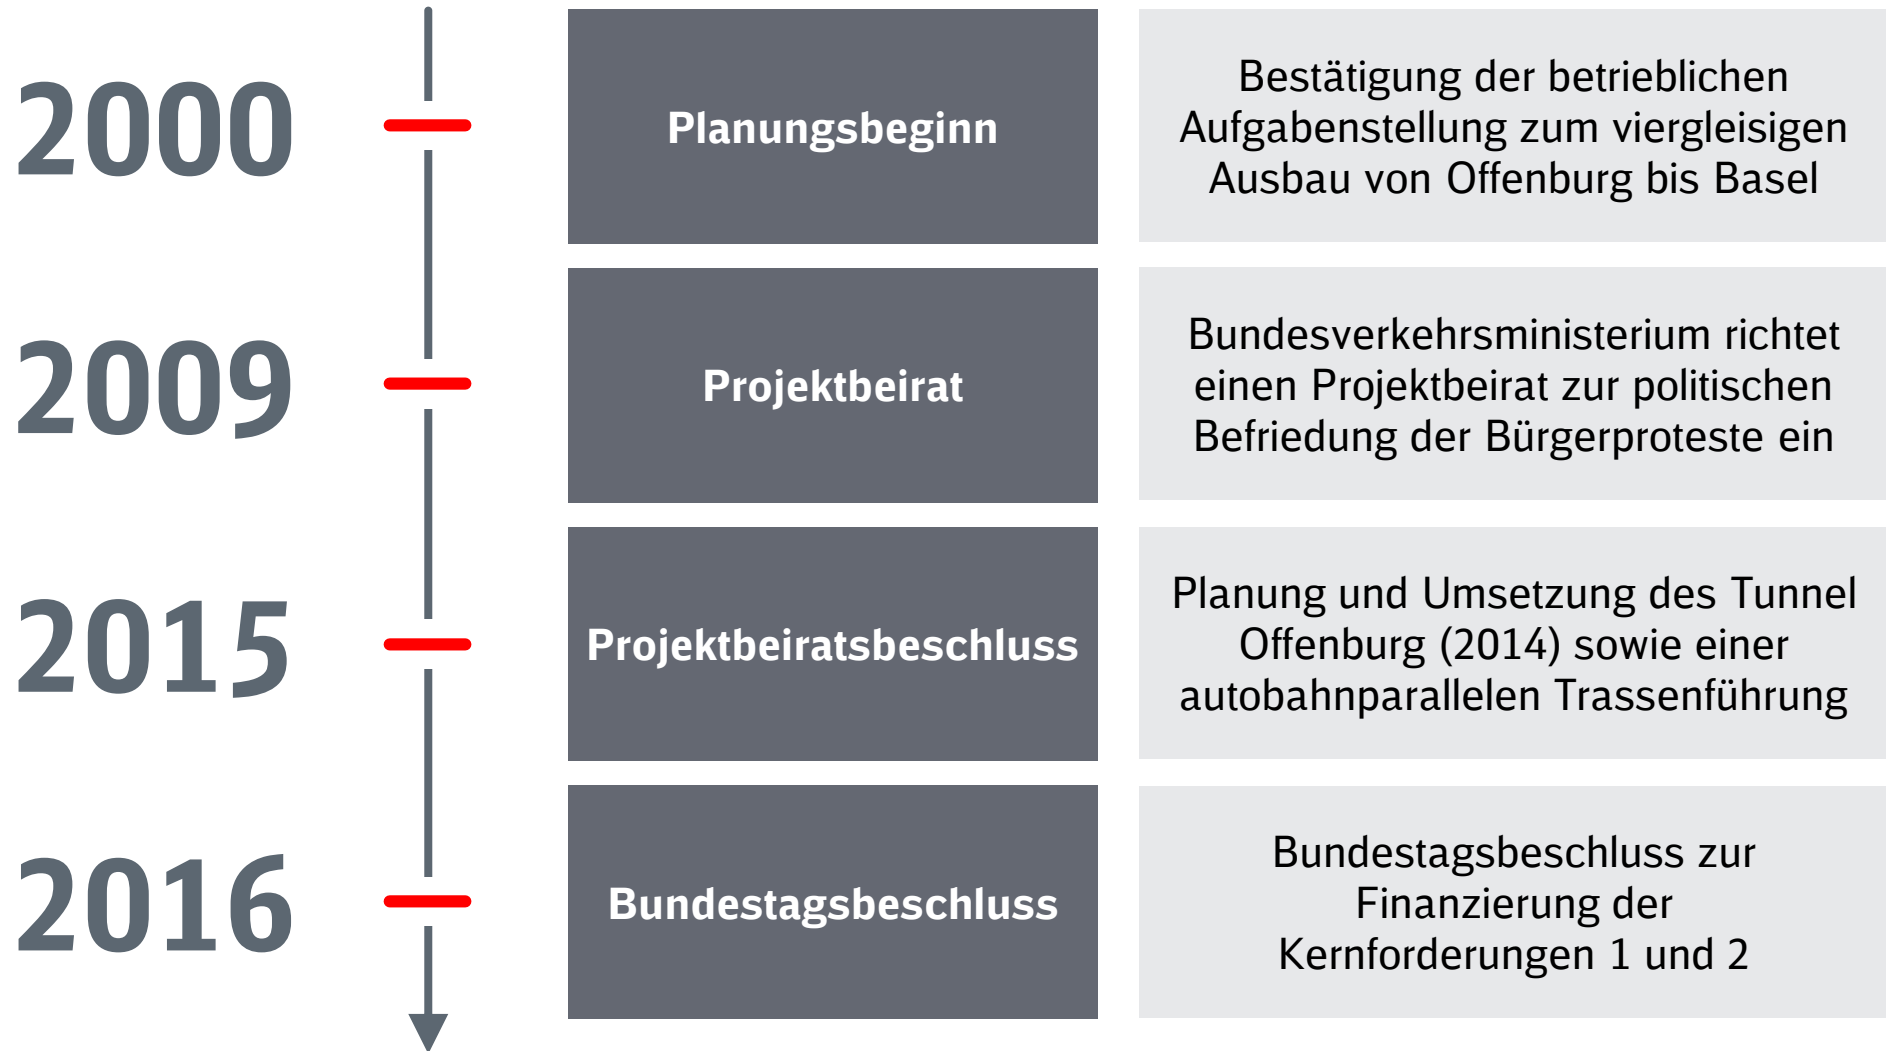 2000
Planungsbeginn
Bestätigung der betrieblichen
Aufgabenstellung zum viergleisigen
Ausbau von Offenburg bis Basel
2009
Projektbeirat
Bundesverkehrsministerium richtet
einen Projektbeirat zur politischen
Befriedung der Bürgerproteste ein
2015
Projektbeiratsbeschluss
Planung und Umsetzung des Tunnel
Offenburg (2014) sowie einer
autobahnparallelen Trassenführung
2016
Bundestagsbeschluss
Bundestagsbeschluss zur
Finanzierung der
Kernforderungen 1 und 2